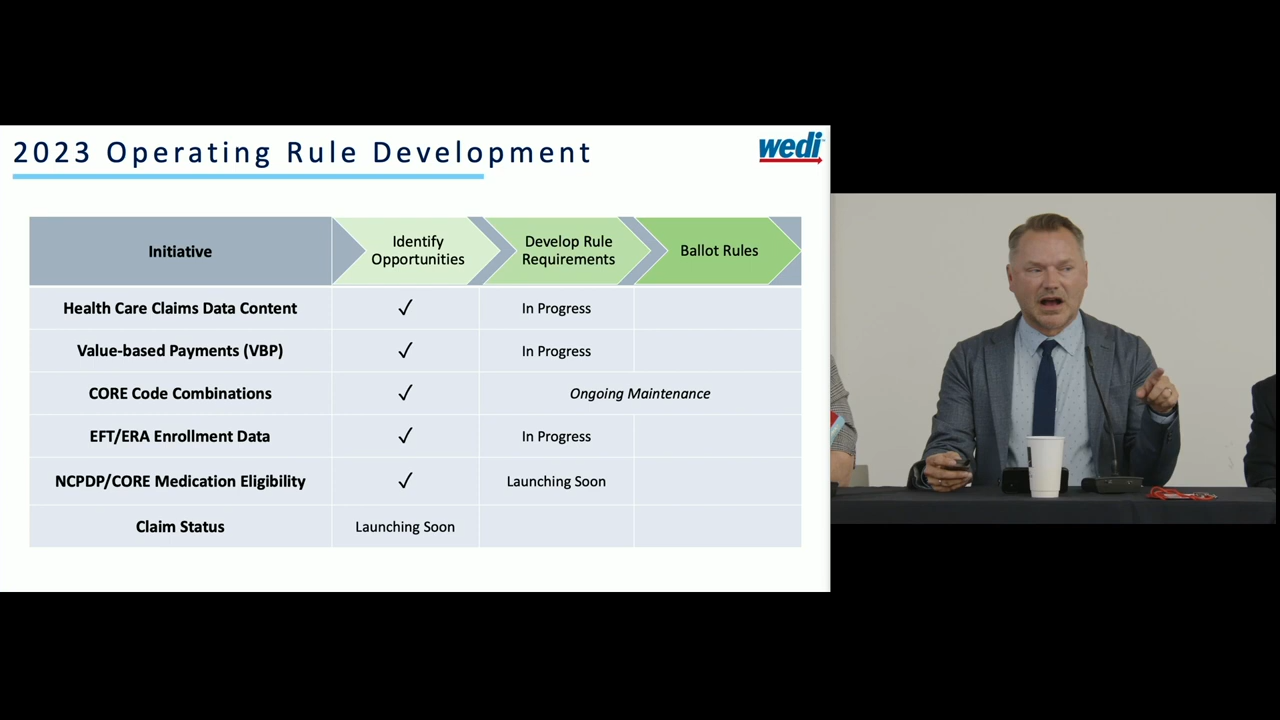 2023 Operating Rule Development
wedi
Initiative
Identify
Opportunities
Develop Rule
Requirements
Ballot Rules
Health Care Claims Data Content
✓
In Progress
Value-based Payments (VBP)
✓
In Progress
CORE Code Combinations
✓
Ongoing Maintenance
EFT/ERA Enrollment Data
✓
In Progress
NCPDP/CORE Medication Eligibility
✓
Launching Soon
Claim Status
Launching Soon